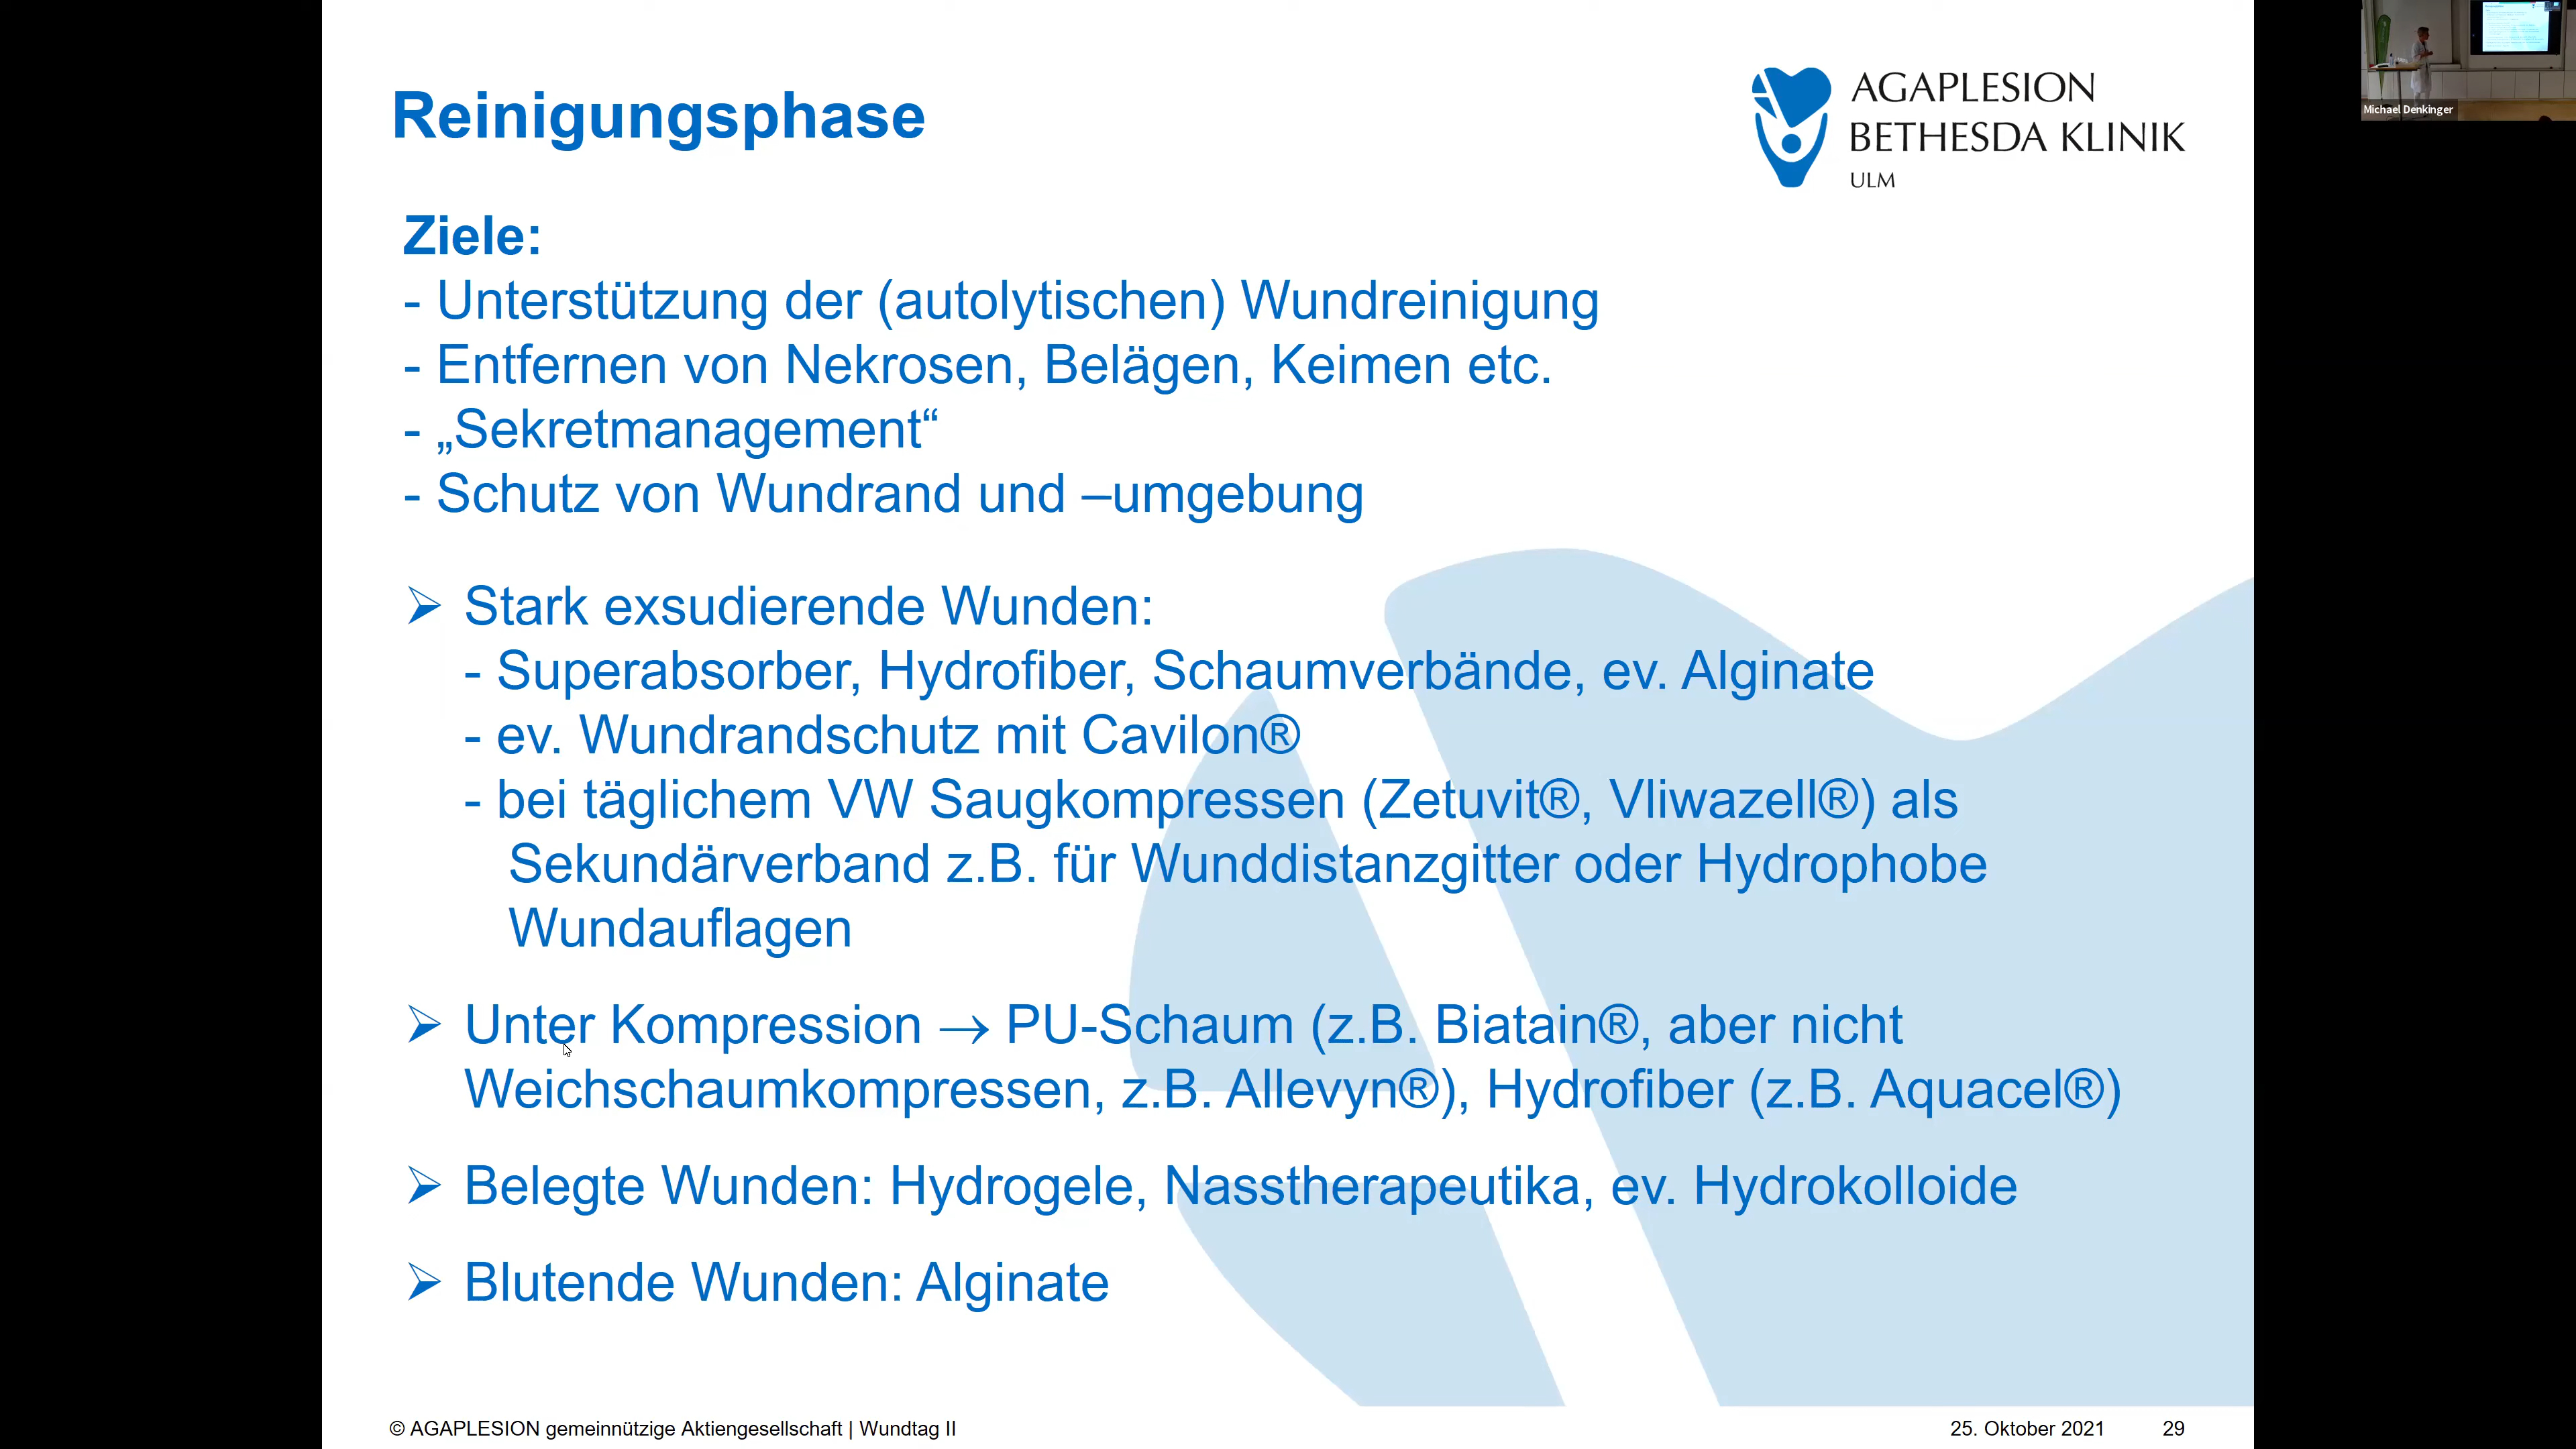 Reinigungsphase
AGAPLESION
BETHESDA KLINIK
ULM
Michael Denkinger
Ziele:
- Unterstützung der (autolytischen) Wundreinigung
- Entfernen von Nekrosen, Belägen, Keimen etc.
- „Sekretmanagement“
- Schutz von Wundrand und –umgebung
➢ Stark exsudierende Wunden:
- Superabsorber, Hydrofiber, Schaumverbände, ev. Alginate
- ev. Wundrandschutz mit Cavilon®
- bei täglichem VW Saugkompressen (Zetuvit®, Vliwazell®) als
Sekundärverband z.B. für Wunddistanzgitter oder Hydrophobe
Wundauflagen
➢ Unter Kompression → PU-Schaum (z.B. Biatain®, aber nicht
Weichschaumkompressen, z.B. Allevyn®), Hydrofiber (z.B. Aquacel®)
➢ Belegte Wunden: Hydrogele, Nasstherapeutika, ev. Hydrokolloide
➢ Blutende Wunden: Alginate
© AGAPLESION gemeinnützige Aktiengesellschaft | Wundtag II
25. Oktober 2021 29